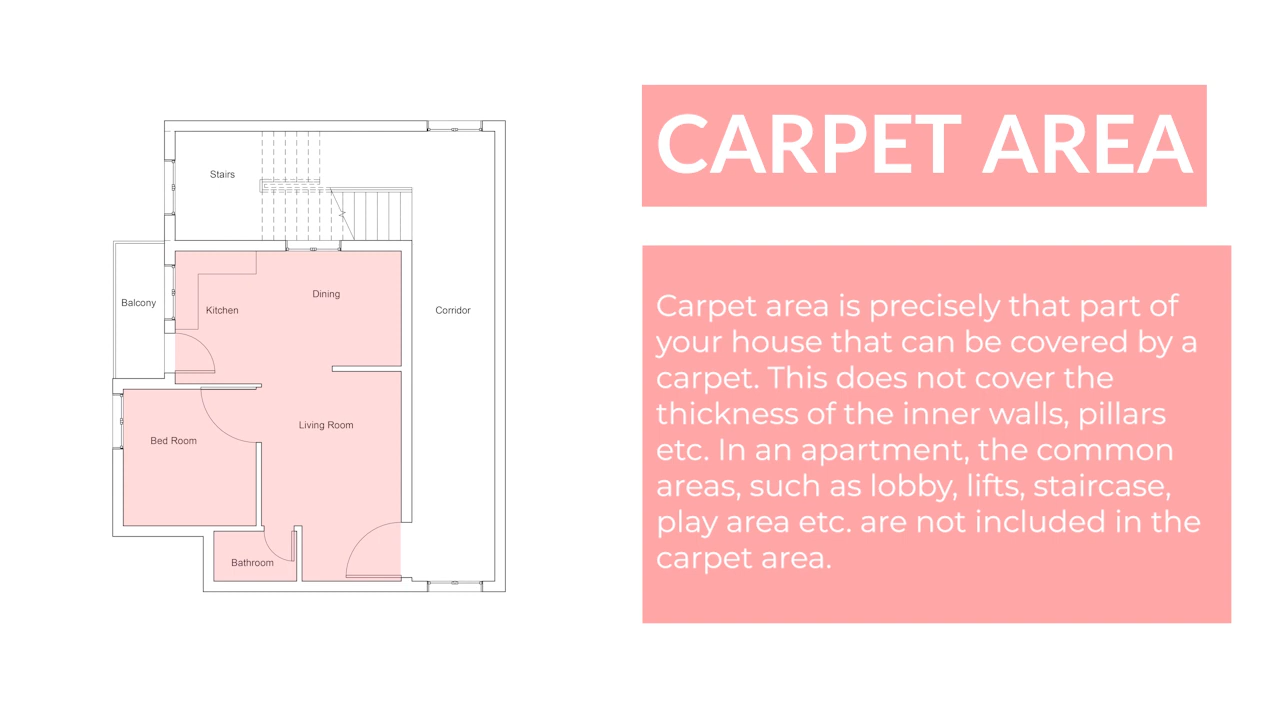 CARPET AREA
Stairs
Balcony
Kitchen
Dining
Corridor
Bed Room
Living Room
Bathroom
Carpet area is precisely that part of
your house that can be covered by a
carpet. This does not cover the
thickness of the inner walls, pillars
etc. In an apartment, the common
areas, such as lobby, lifts, staircase,
play area etc. are not included in the
carpet area.